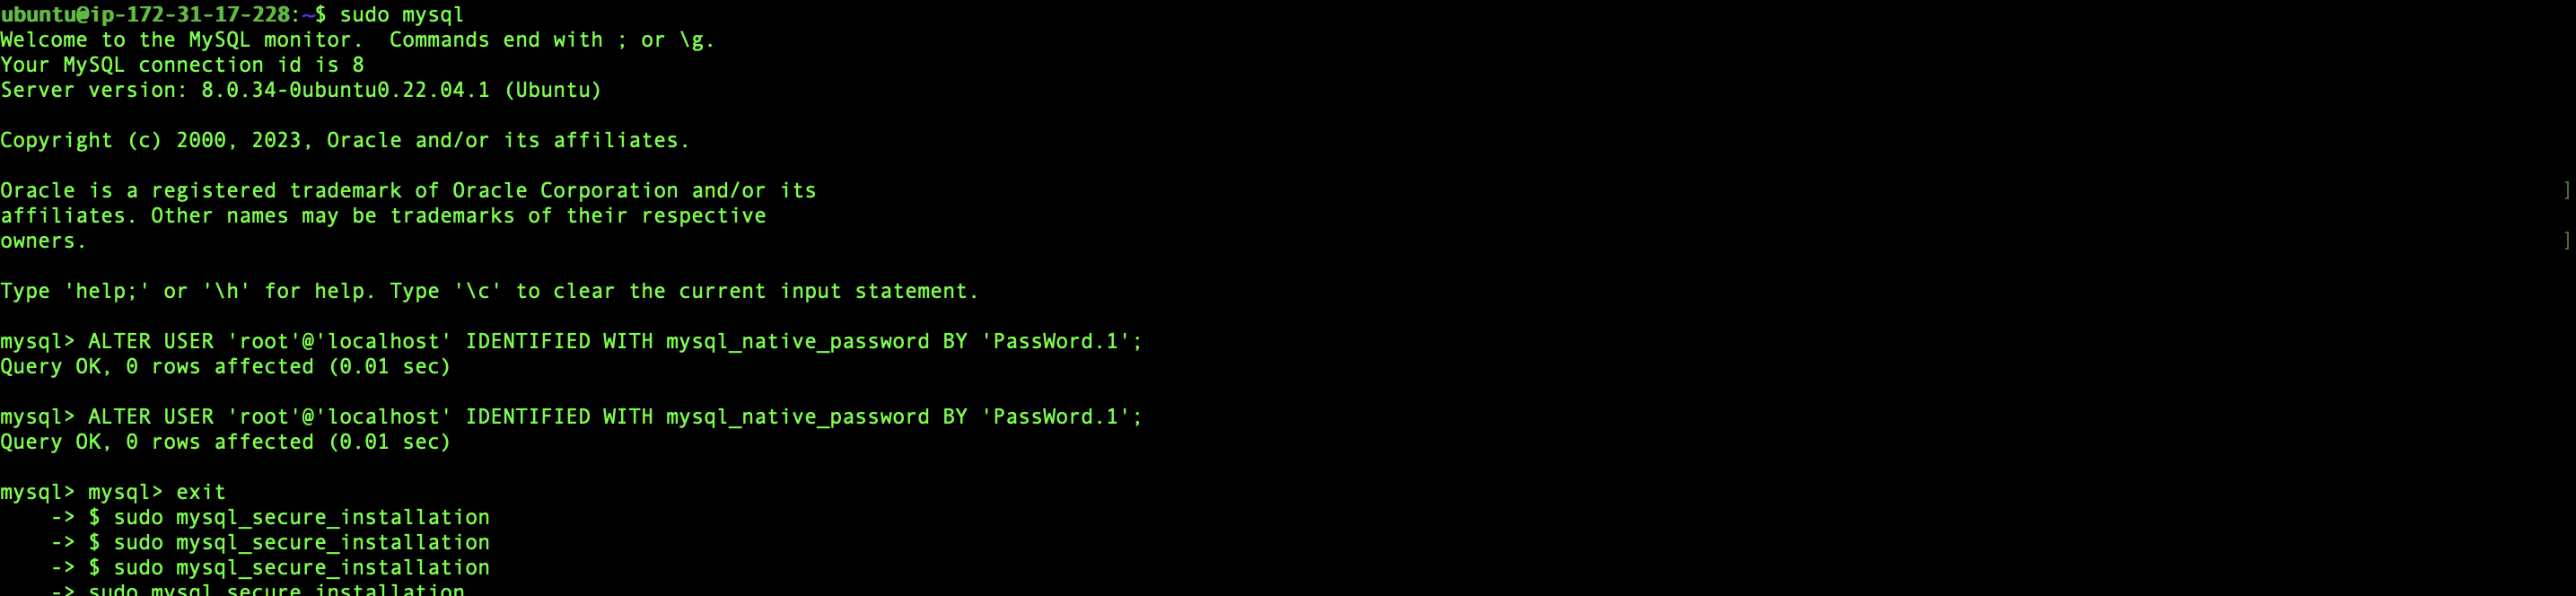 ubuntu@ip-172-31-17-228:~$ sudo mysql
Welcome to the MySQL monitor.  Commands end with ; or \g.
Your MySQL connection id is 8
Server version: 8.0.34-0ubuntu0.22.04.1 (Ubuntu)
Copyright (c) 2000, 2023, Oracle and/or its affiliates.
Oracle is a registered trademark of Oracle Corporation and/or its ]
affiliates. Other names may be trademarks of their respective
owners. ]
Type 'help;' or '\h' for help. Type '\c' to clear the current input statement.
mysql> ALTER USER 'root'@'localhost' IDENTIFIED WITH mysql_native_password BY 'PassWord.1';
Query OK, 0 rows affected (0.01 sec)
mysql> ALTER USER 'root'@'localhost' IDENTIFIED WITH mysql_native_password BY 'PassWord.1';
Query OK, 0 rows affected (0.01 sec)
mysql> mysql> exit
    -> $ sudo mysql_secure_installation
    -> $ sudo mysql_secure_installation
    -> $ sudo mysql_secure_installation
    -> sudo mysql_secure_installation